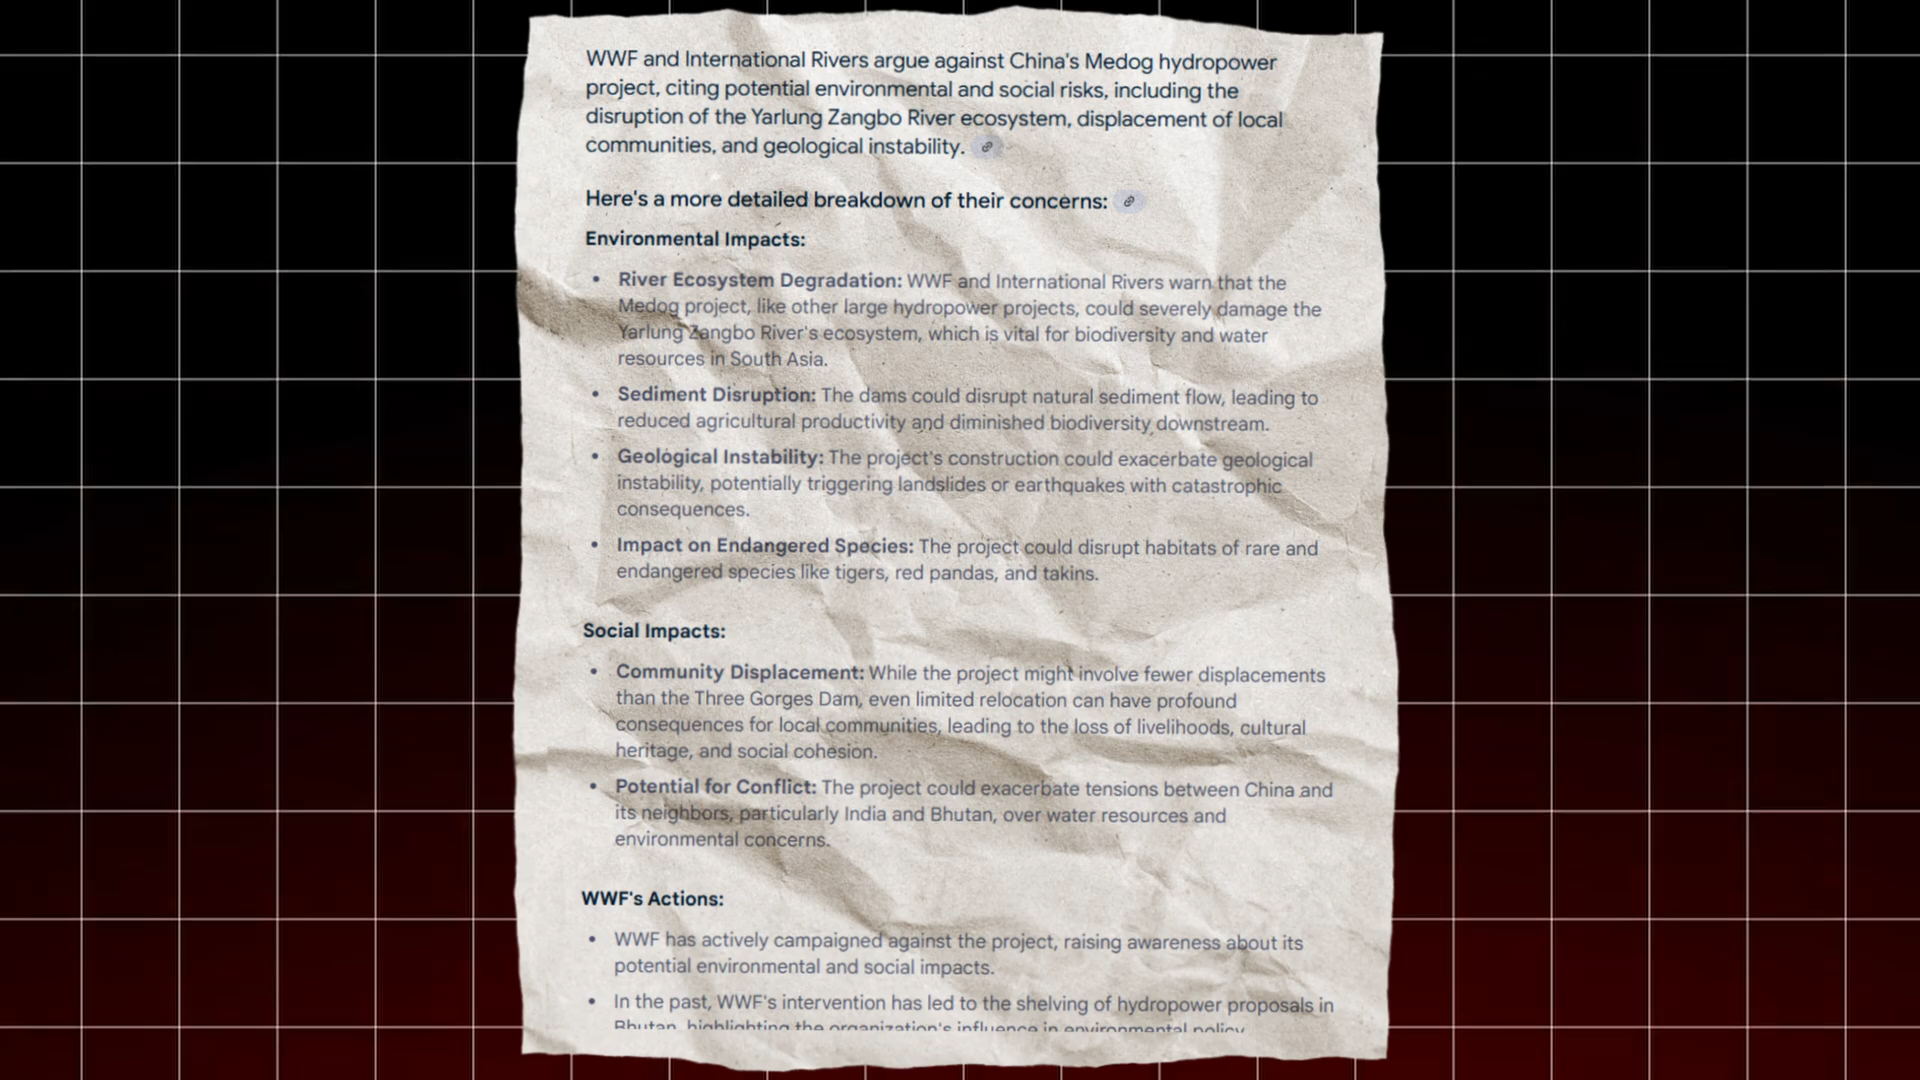 WWF and International Rivers argue against China's Medog hydropower
project, citing potential environmental and social risks, including the
disruption of the Yarlung Zangbo River ecosystem, displacement of local
communities, and geological instability.
Here's a more detailed breakdown of their concerns:
Environmental Impacts:
• River Ecosystem Degradation: WWF and International Rivers warn that the
Medog project, like other large hydropower projects, could severely damage the
Yarlung Zangbo River's ecosystem, which is vital for biodiversity and water
resources in South Asia.
• Sediment Disruption: The dams could disrupt natural sediment flow, leading to
reduced agricultural productivity and diminished biodiversity downstream.
• Geological Instability: The project's construction could exacerbate geological
instability, potentially triggering landslides or earthquakes with catastrophic
consequences.
• Impact on Endangered Species: The project could disrupt habitats of rare and
endangered species like tigers, red pandas, and takins.
Social Impacts:
• Community Displacement: While the project might involve fewer displacements
than the Three Gorges Dam, even limited relocation can have profound
consequences for local communities, leading to the loss of livelihoods, cultural
heritage, and social cohesion.
• Potential for Conflict: The project could exacerbate tensions between China and
its neighbors, particularly India and Bhutan, over water resources and
environmental concerns.
WWF's Actions:
• WWF has actively campaigned against the project, raising awareness about its
potential environmental and social impacts.
• In the past, WWF's intervention has led to the shelving of hydropower proposals in
Bhutan, highlighting the organization's influence in environmental policy.